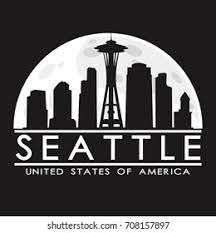 SEATTLE
UNITED STATES OF AMERICA
shutterstock.com · 708157897